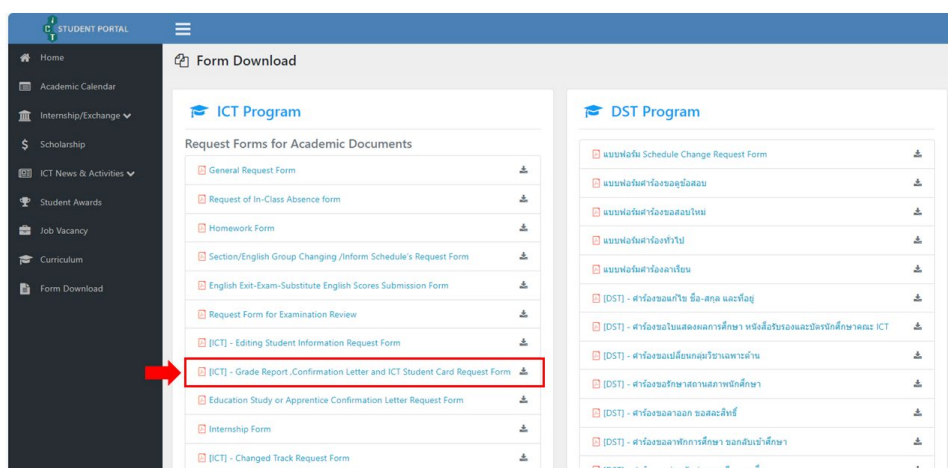 ICT STUDENT PORTAL
Home
Academic Calendar
Internship/Exchange
Scholarship
ICT News & Activities
Student Awards
Job Vacancy
Curriculum
Form Download
Form Download
ICT Program
Request Forms for Academic Documents
General Request Form
Request of In-Class Absence form
Homework Form
Section/English Group Changing /Inform Schedule's Request Form
English Exit-Exam-Substitute English Scores Submission Form
Request Form for Examination Review
[ICT] - Editing Student Information Request Form
[ICT] - Grade Report ,Confirmation Letter and ICT Student Card Request Form
Education Study or Apprentice Confirmation Letter Request Form
Internship Form
[ICT] - Changed Track Request Form
DST Program
แบบฟอร์ม Schedule Change Request Form
แบบฟอร์มคำร้องขอดูข้อสอบ
แบบฟอร์มคำร้องขอสอบใหม่
แบบฟอร์มคำร้องทั่วไป
แบบฟอร์มคำร้องลาเรียน
[DST] - คำร้องขอแก้ไข ชื่อ-สกุล และที่อยู่
[DST] - คำร้องขอใบแสดงผลการศึกษา หนังสือรับรองและบัตรนักศึกษาคณะ ICT
[DST] - คำร้องขอเปลี่ยนกลุ่มวิชาเฉพาะด้าน
[DST] - คำร้องขอรักษาสถานสภาพนักศึกษา
[DST] - คำร้องขอลาออก ขอสละสิทธิ์
[DST] - คำร้องขอลาพักการศึกษา ขอกลับเข้าศึกษา